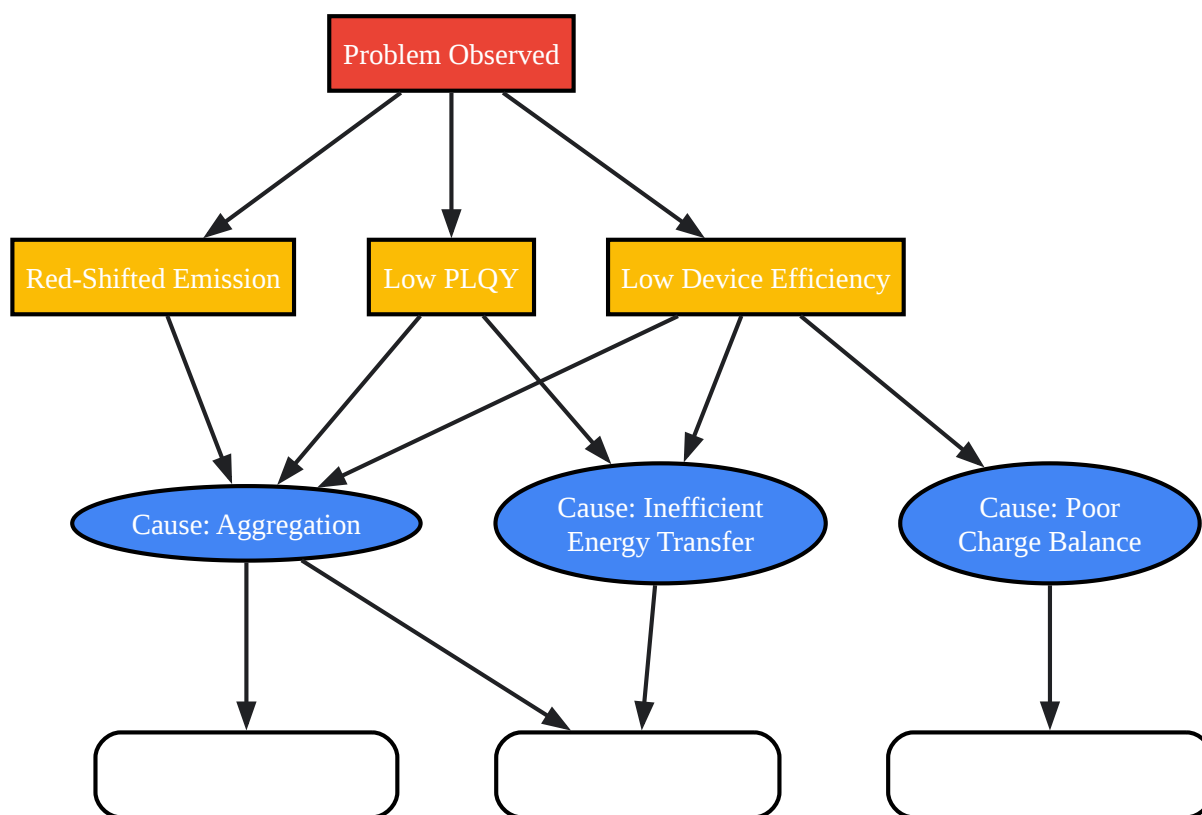 Problem Observed
Red-Shifted Emission
Low PLQY
Low Device Efficiency
Cause: Aggregation
Cause: Inefficient
Energy Transfer
Cause: Poor
Charge Balance